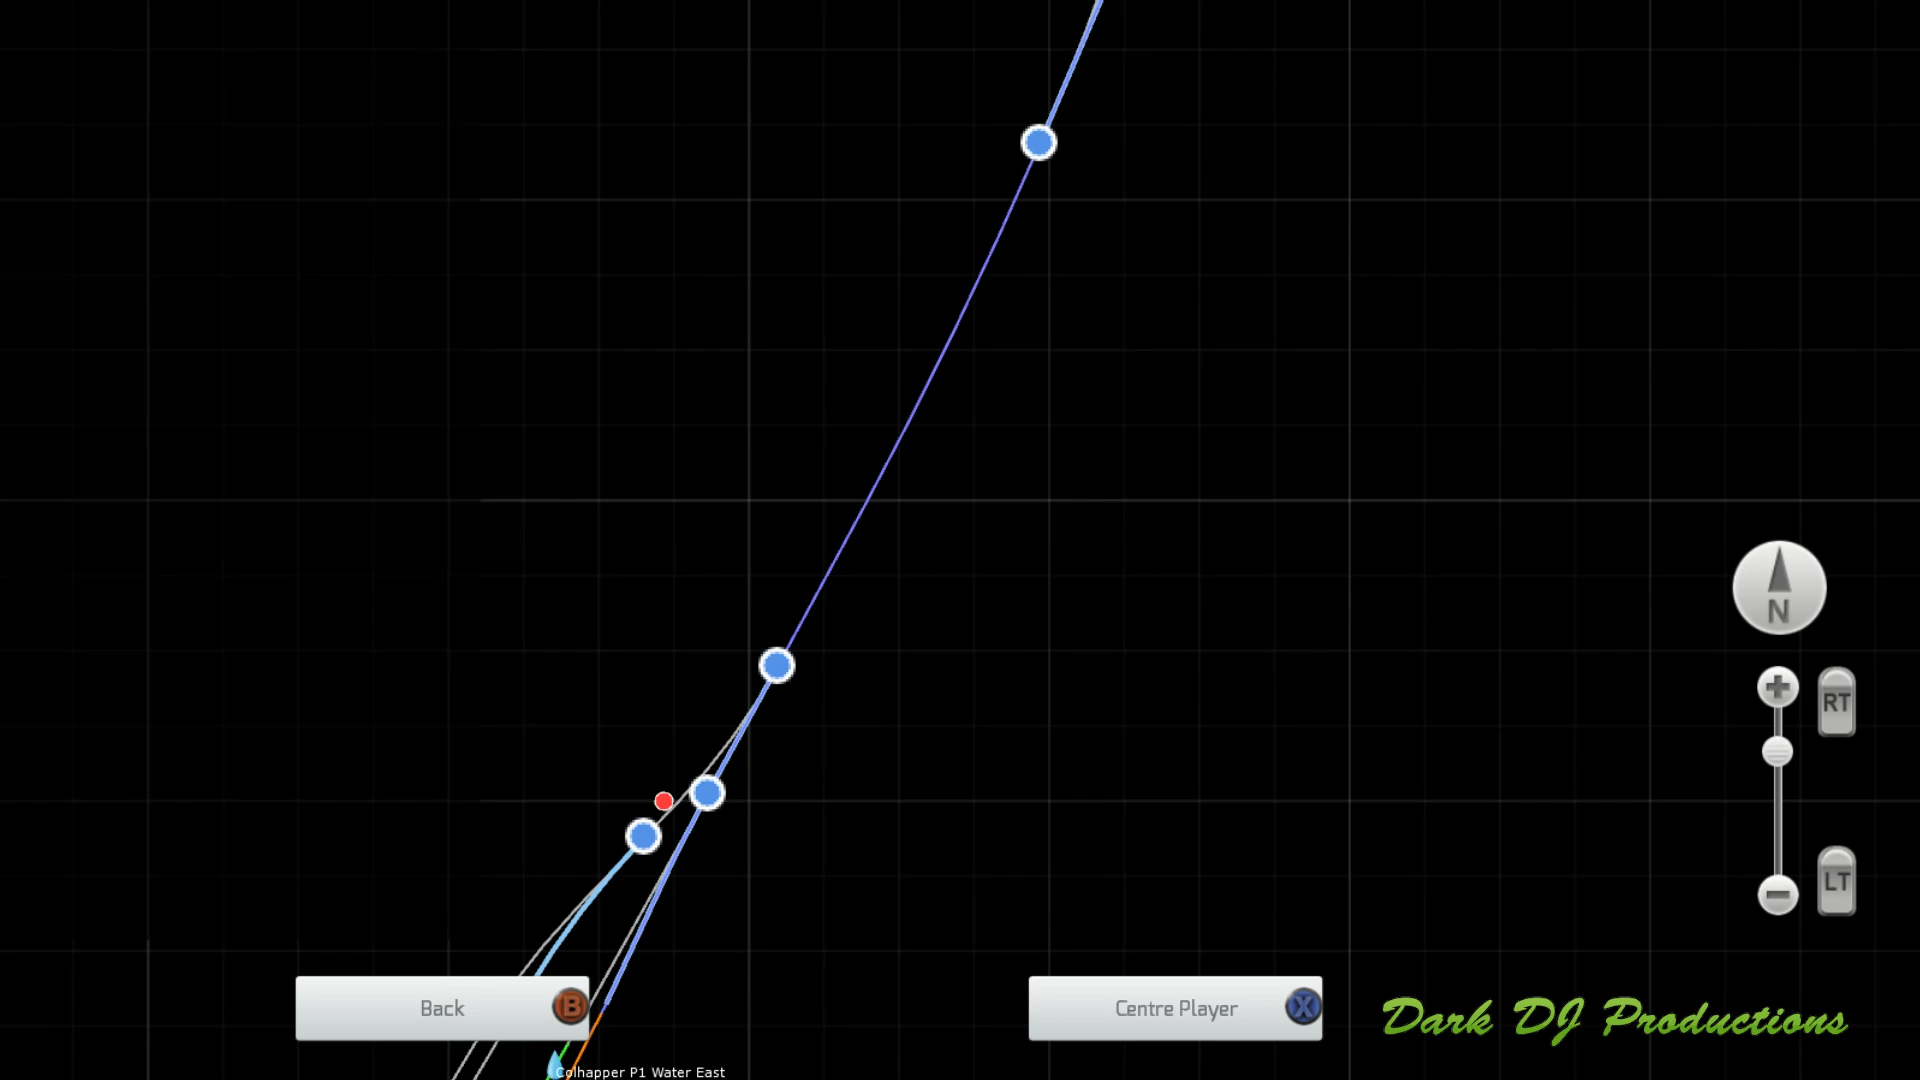 N
RT
LT
Back B
Centre Player X
Dark DJ Productions
Colhapper P1 Water East